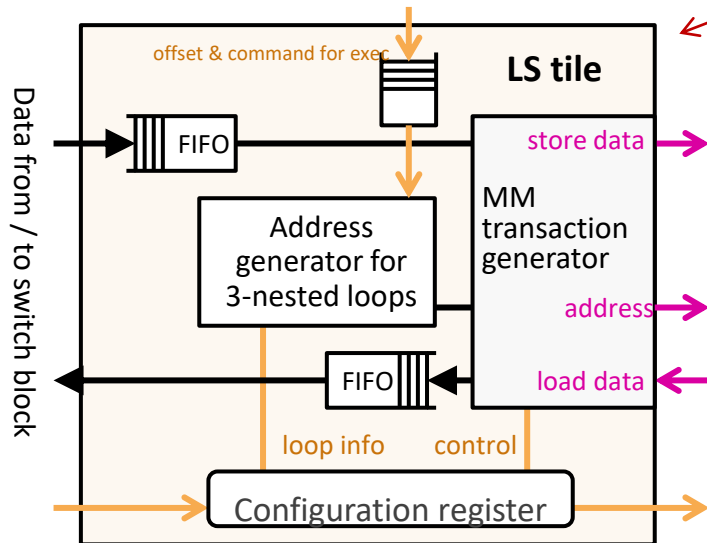 offset & command for exec
LS tile
Data from / to switch block
FIFO
store data
MM
transaction
generator
Address
generator for
3-nested loops
address
FIFO
load data
loop info
control
Configuration register